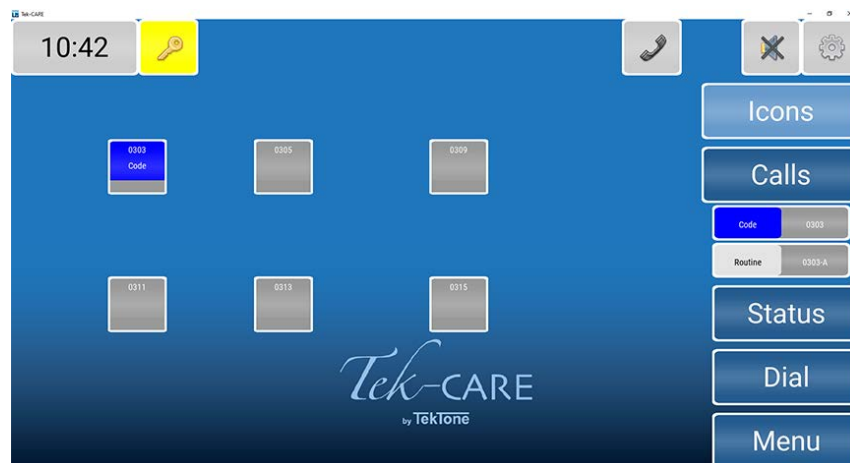 Tek-CARE
10:42
Icons
0303
Code
0305
0309
Calls
Code 0303
Routine 0303-A
0311
0313
0315
Status
Tek-CARE
by TekTone
Dial
Menu